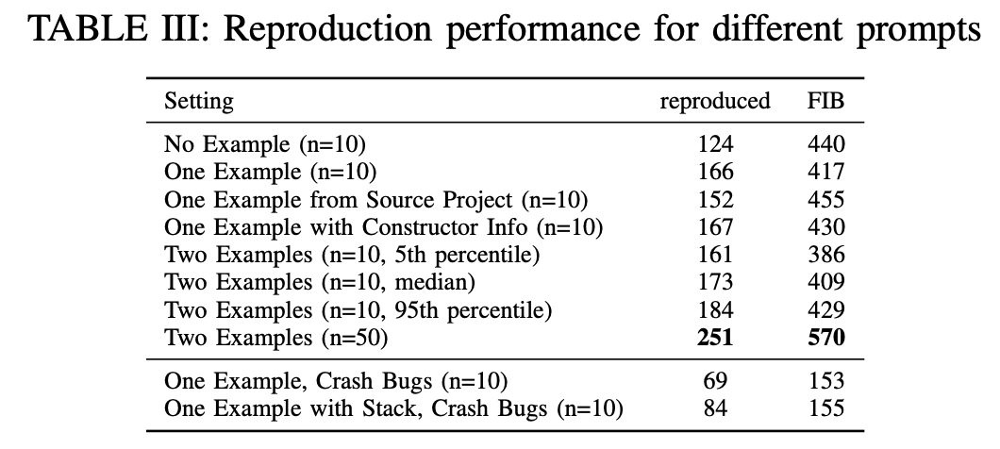 TABLE III: Reproduction performance for different prompts
Setting reproduced FIB
No Example (n=10) 124 440
One Example (n=10) 166 417
One Example from Source Project (n=10) 152 455
One Example with Constructor Info (n=10) 167 430
Two Examples (n=10, 5th percentile) 161 386
Two Examples (n=10, median) 173 409
Two Examples (n=10, 95th percentile) 184 429
Two Examples (n=50) 251 570
One Example, Crash Bugs (n=10) 69 153
One Example with Stack, Crash Bugs (n=10) 84 155